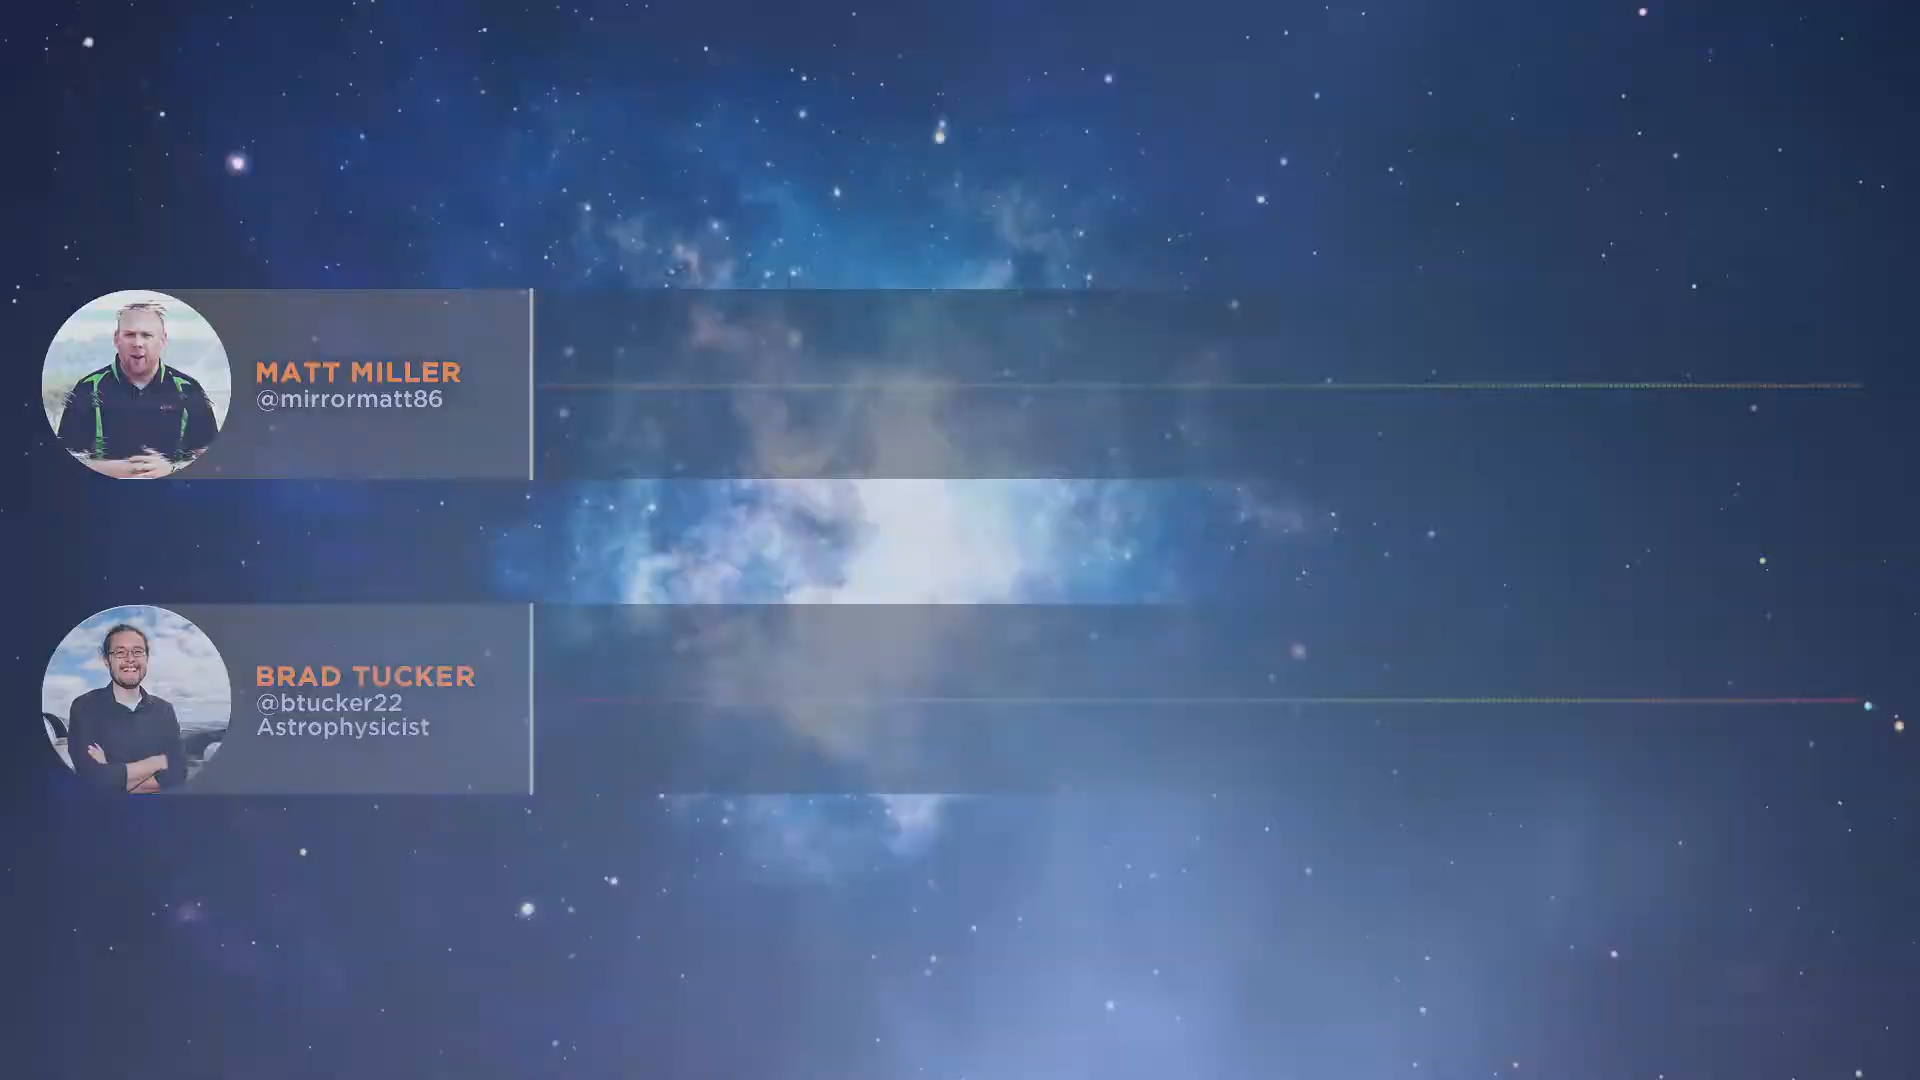 MATT MILLER
@mirrormatt86
BRAD TUCKER
@btucker22
Astrophysicist